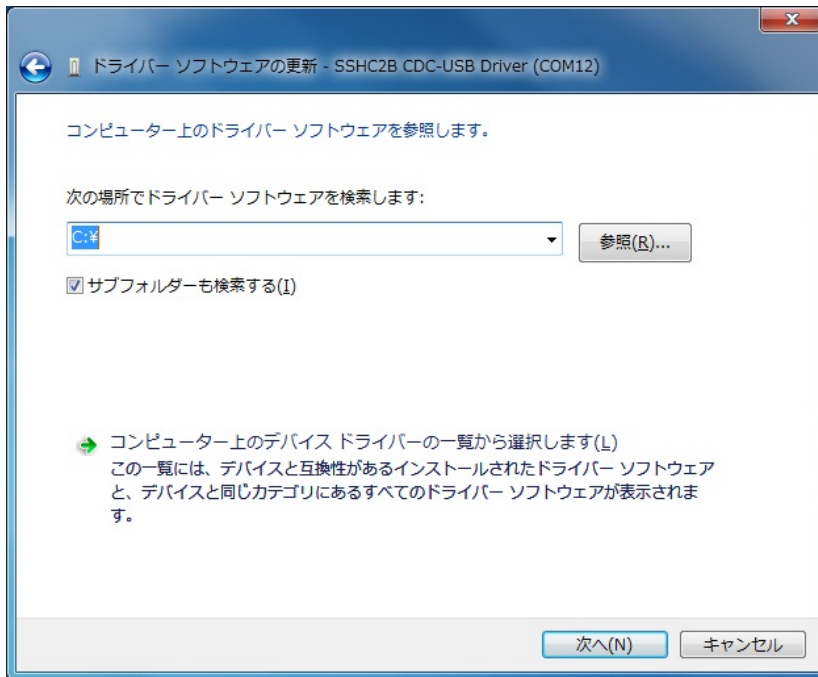 ドライバー ソフトウェアの更新 - SSHC2B CDC-USB Driver (COM12)
コンピューター上のドライバー ソフトウェアを参照します。
次の場所でドライバー ソフトウェアを検索します:
C:¥
参照(R)...
サブフォルダーも検索する(I)
コンピューター上のデバイス ドライバーの一覧から選択します(L)
この一覧には、デバイスと互換性があるインストールされたドライバー ソフトウェア
と、デバイスと同じカテゴリにあるすべてのドライバー ソフトウェアが表示されま
す。
次へ(N)
キャンセル